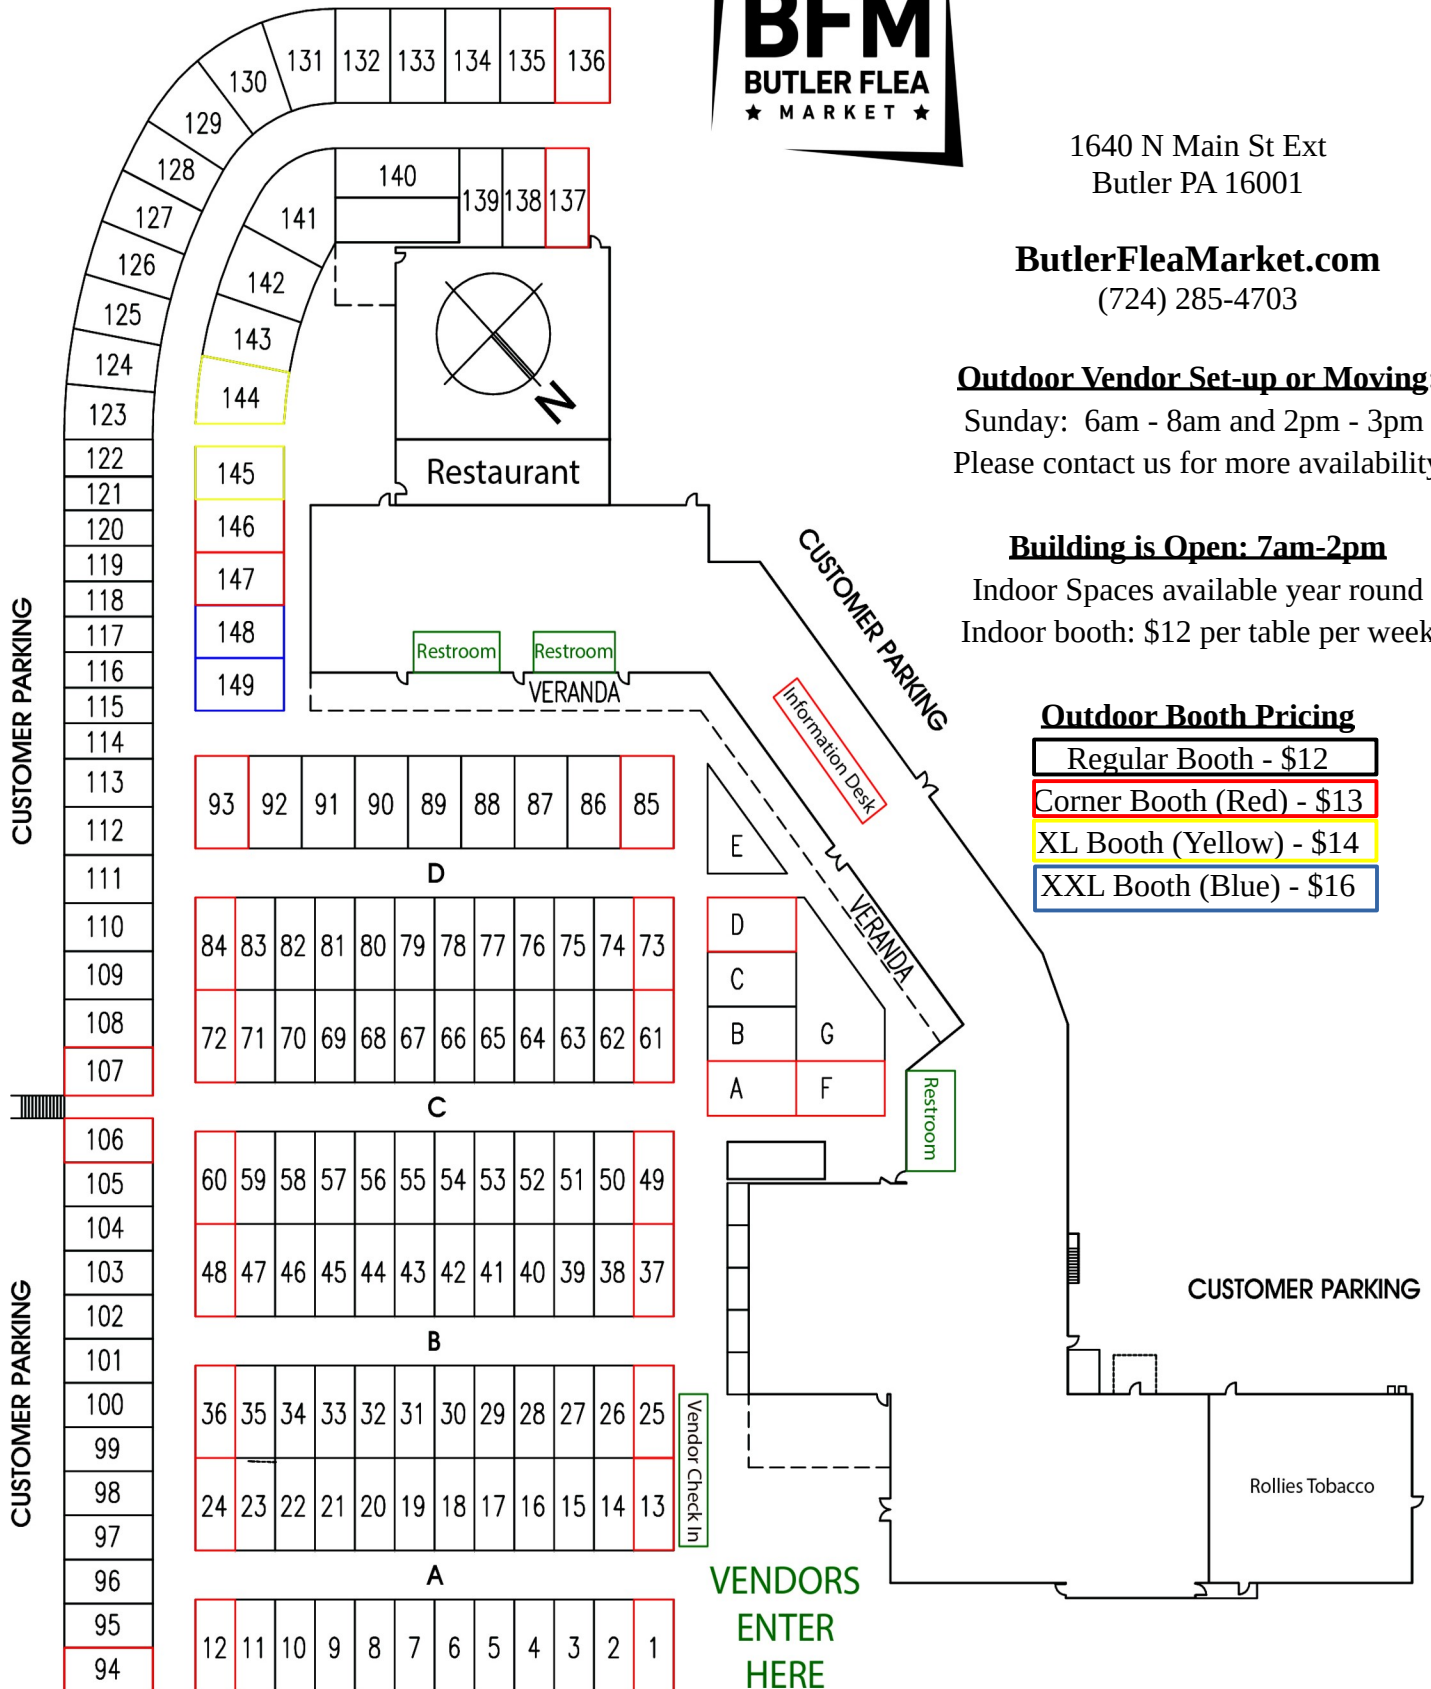 BFM
BUTLER FLEA
★ MARKET ★
1640 N Main St Ext
Butler PA 16001
ButlerFleaMarket.com
(724) 285-4703
Outdoor Vendor Set-up or Moving:
Sunday: 6am - 8am and 2pm - 3pm
Please contact us for more availability
Building is Open: 7am-2pm
Indoor Spaces available year round
Indoor booth: $12 per table per week
Outdoor Booth Pricing
Regular Booth - $12
Corner Booth (Red) - $13
XL Booth (Yellow) - $14
XXL Booth (Blue) - $16
131 132 133 134 135 136
130
129
128
127
126
125
124
123
122
121
120
119
118
117
116
115
114
113
112
111
110
109
108
107
106
105
104
103
102
101
100
99
98
97
96
95
94
140 139 138 137
141
142
143
144
145
146
147
148
149
N
Restaurant
Restroom Restroom
VERANDA
CUSTOMER PARKING
Information Desk
VERANDA
CUSTOMER PARKING
CUSTOMER PARKING
93 92 91 90 89 88 87 86 85
D
84 83 82 81 80 79 78 77 76 75 74 73
72 71 70 69 68 67 66 65 64 63 62 61
C
60 59 58 57 56 55 54 53 52 51 50 49
48 47 46 45 44 43 42 41 40 39 38 37
B
36 35 34 33 32 31 30 29 28 27 26 25
24 23 22 21 20 19 18 17 16 15 14 13
A
12 11 10 9 8 7 6 5 4 3 2 1
E
D
C
B G
A F
Restroom
Vendor Check In
VENDORS
ENTER
HERE
CUSTOMER PARKING
Rollies Tobacco